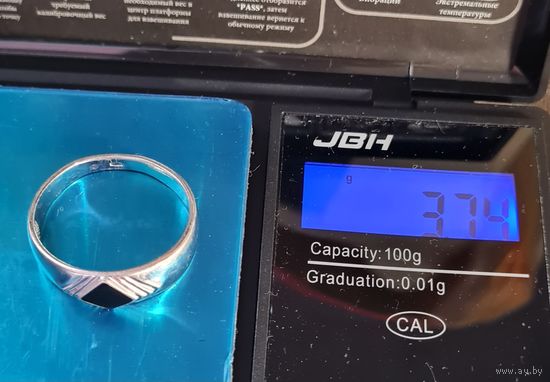 требуемый
калибровочный вес
необходимый вес в
центр платформы
для взвешивания
"PASS", затем
взвешивание вернется к
обычному режиму
Экстремальные
температуры
JBH
g
3.74
Capacity:100g
Graduation:0.01g
CAL
www.ay.by